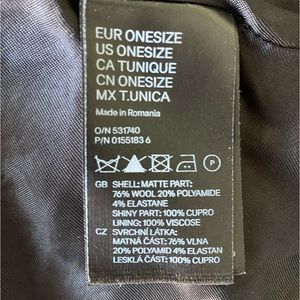 EUR ONESIZE
US ONESIZE
CA TUNIQUE
CN ONESIZE
MX T.UNICA
Made in Romania
O/N 531740
P/N 0155183 6
P
GB SHELL: MATTE PART:
76% WOOL 20% POLYAMIDE
4% ELASTANE
SHINY PART: 100% CUPRO
LINING: 100% VISCOSE
CZ SVRCHNÍ LÁTKA:
MATNÁ ČÁST: 76% VLNA
20% POLYAMID 4% ELASTAN
LESKLÁ ČÁST: 100% CUPRO